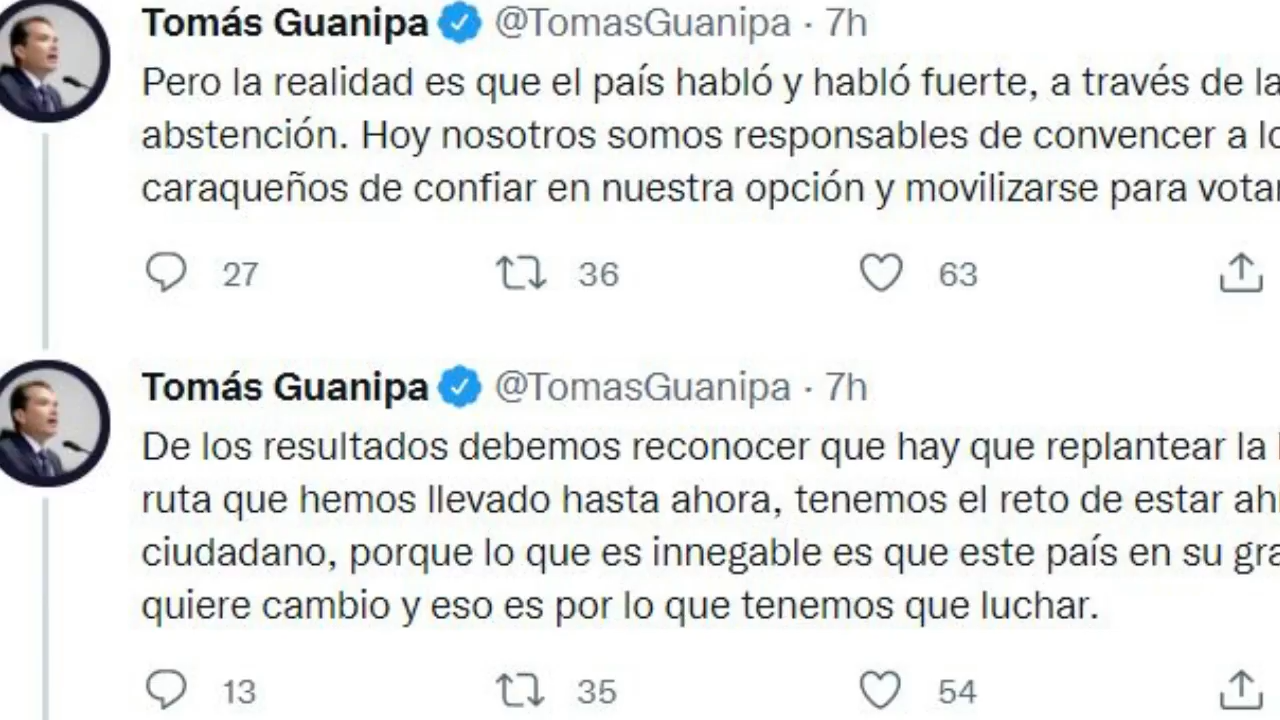 Tomás Guanipa @TomasGuanipa · 7h
Pero la realidad es que el país habló y habló fuerte, a través de la
abstención. Hoy nosotros somos responsables de convencer a
caraqueños de confiar en nuestra opción y movilizarse para votar
27 36 63
Tomás Guanipa @TomasGuanipa · 7h
De los resultados debemos reconocer que hay que replantear la
ruta que hemos llevado hasta ahora, tenemos el reto de estar
ciudadano, porque lo que es innegable es que este país en su
quiere cambio y eso es por lo que tenemos que luchar.
13 35 54